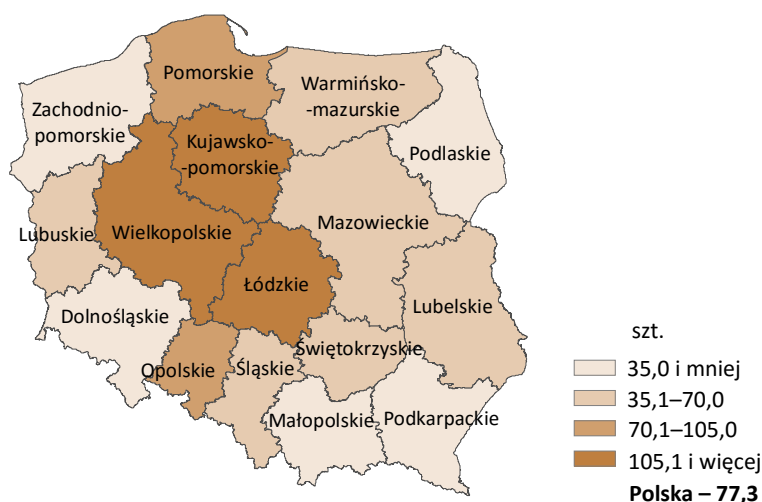 Pomorskie
Warmińsko-
-mazurskie
Zachodnio-
pomorskie
Kujawsko-
-pomorskie
Podlaskie
Mazowieckie
Lubuskie
Wielkopolskie
Łódzkie
Lubelskie
Dolnośląskie
Świętokrzyskie
Opolskie
Śląskie
Małopolskie
Podkarpackie
szt.
35,0 i mniej
35,1–70,0
70,1–105,0
105,1 i więcej
Polska – 77,3